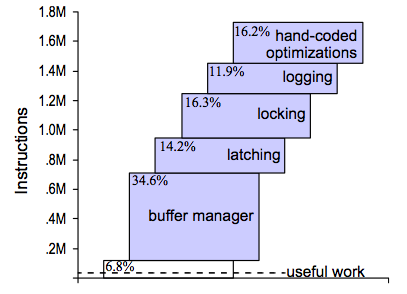 1.8M
16.2% hand-coded
optimizations
1.6M
1.4M
11.9% logging
1.2M
16.3% locking
1.0M
14.2% latching
.8M
34.6%
.6M
buffer manager
.4M
.2M
6.8%
useful work
Instructions